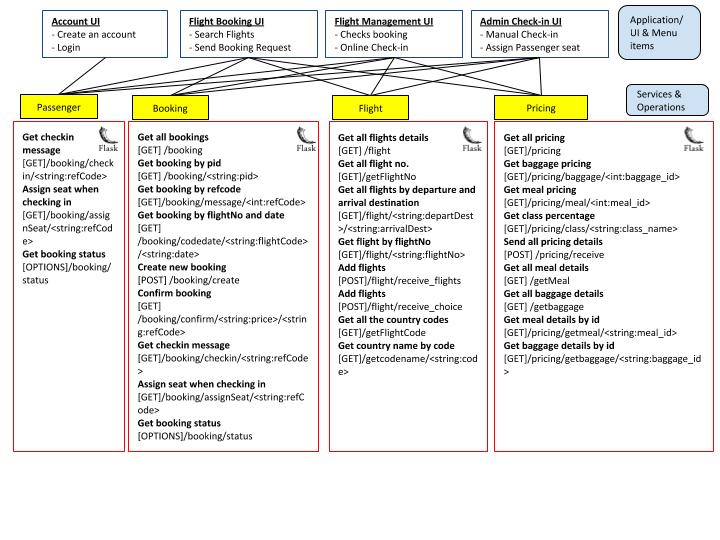 Account UI
- Create an account
- Login
Flight Booking UI
- Search Flights
- Send Booking Request
Flight Management UI
- Checks booking
- Online Check-in
Admin Check-in UI
- Manual Check-in
- Assign Passenger seat
Application/
UI & Menu
items
Services &
Operations
Passenger
Booking
Flight
Pricing
Get checkin
message
[GET]/booking/check
in/<string:refCode>
Assign seat when
checking in
[GET]/booking/assig
nSeat/<string:refCod
e>
Get booking status
[OPTIONS]/booking/
status
Flask
Get all bookings
[GET] /booking
Get booking by pid
[GET]/booking/<string:pid>
Get booking by refcode
[GET]/booking/message/<int:refCode>
Get booking by flightNo and date
[GET]
/booking/codedate/<string:flightCode>
/<string:date>
Create new booking
[POST] /booking/create
Confirm booking
[GET]
/booking/confirm/<string:price>/<strin
g:refCode>
Get checkin message
[GET]/booking/checkin/<string:refCode
>
Assign seat when checking in
[GET]/booking/assignSeat/<string:refC
ode>
Get booking status
[OPTIONS]/booking/status
Flask
Get all flights details
[GET] /flight
Get all flight no.
[GET]/getFlightNo
Get all flights by departure and
arrival destination
[GET]/flight/<string:departDest
>/<string:arrivalDest>
Get flight by flightNo
[GET]/flight/<string:flightNo>
Add flights
[POST]/flight/receive_flights
Add flights
[POST]/flight/receive_choice
Get all the country codes
[GET]/getFlightCode
Get country name by code
[GET]/getcodename/<string:cod
e>
Flask
Get all pricing
[GET]/pricing
Get baggage pricing
[GET]/pricing/baggage/<int:baggage_id>
Get meal pricing
[GET]/pricing/meal/<int:meal_id>
Get class percentage
[GET]/pricing/class/<string:class_name>
Send all pricing details
[POST] /pricing/receive
Get all meal details
[GET] /getMeal
Get all baggage details
[GET] /getbaggage
Get meal details by id
[GET]/pricing/getmeal/<string:meal_id>
Get baggage details by id
[GET]/pricing/getbaggage/<string:baggage_id
>
Flask